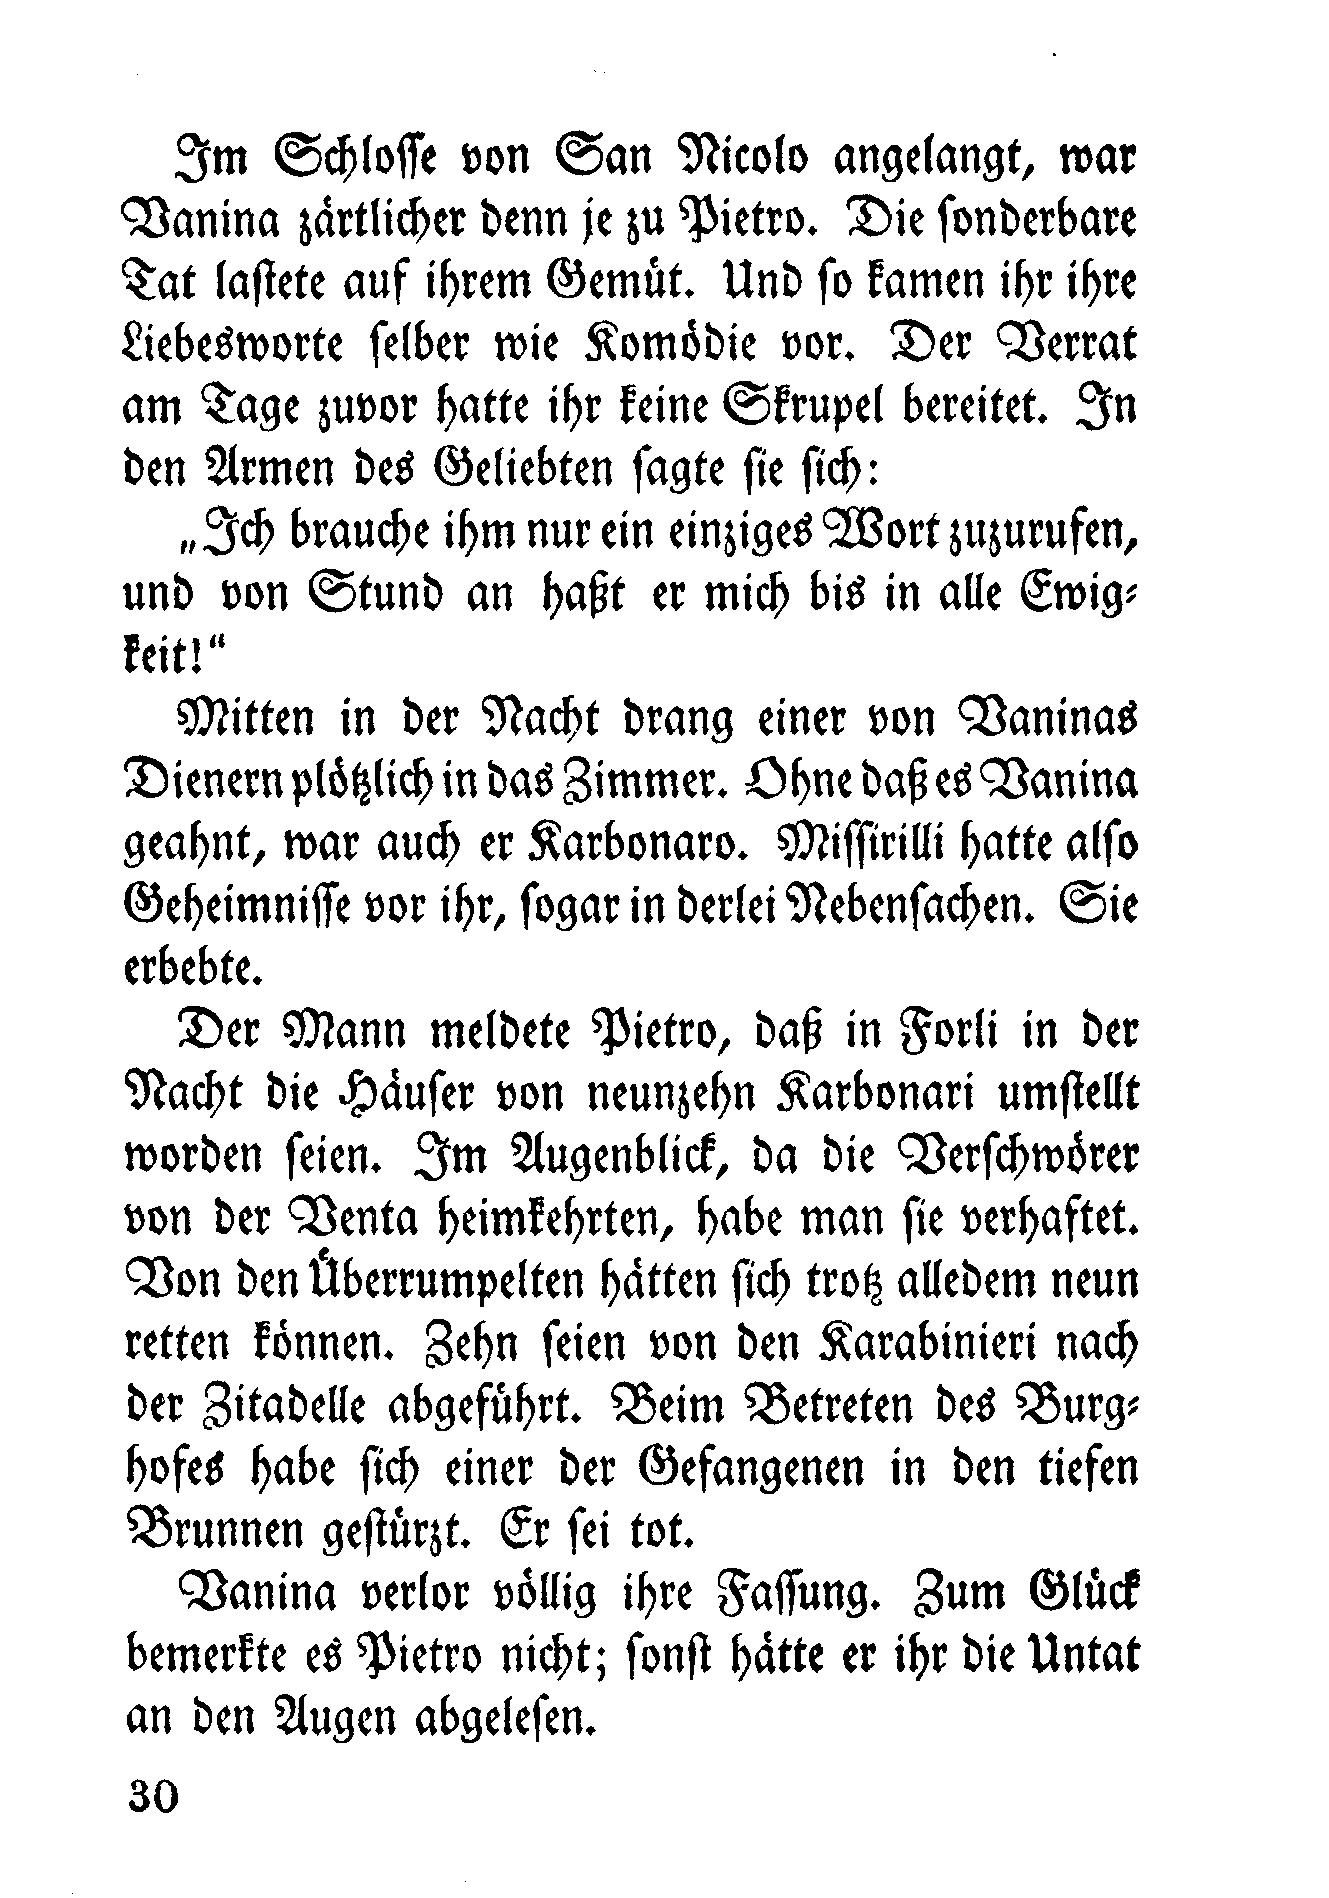 Im Schlosse von San Nicolo angelangt, war
Vanina zärtlicher denn je zu Pietro. Die sonderbare
Tat lastete auf ihrem Gemüt. Und so kamen ihr ihre
Liebesworte selber wie Komödie vor. Der Verrat
am Tage zuvor hatte ihr keine Skrupel bereitet. In
den Armen des Geliebten sagte sie sich:
„Ich brauche ihm nur ein einziges Wort zuzurufen,
und von Stund an haßt er mich bis in alle Ewig-
keit!“
Mitten in der Nacht drang einer von Vaninas
Dienern plötzlich in das Zimmer. Ohne daß es Vanina
geahnt, war auch er Karbonaro. Missirilli hatte also
Geheimnisse vor ihr, sogar in derlei Nebensachen. Sie
erbebte.
Der Mann meldete Pietro, daß in Forli in der
Nacht die Häuser von neunzehn Karbonari umstellt
worden seien. Im Augenblick, da die Verschwörer
von der Venta heimkehrten, habe man sie verhaftet.
Von den Überrumpelten hätten sich trotz alledem neun
retten können. Zehn seien von den Karabinieri nach
der Zitadelle abgeführt. Beim Betreten des Burg-
hofes habe sich einer der Gefangenen in den tiefen
Brunnen gestürzt. Er sei tot.
Vanina verlor völlig ihre Fassung. Zum Glück
bemerkte es Pietro nicht; sonst hätte er ihr die Untat
an den Augen abgelesen.
30